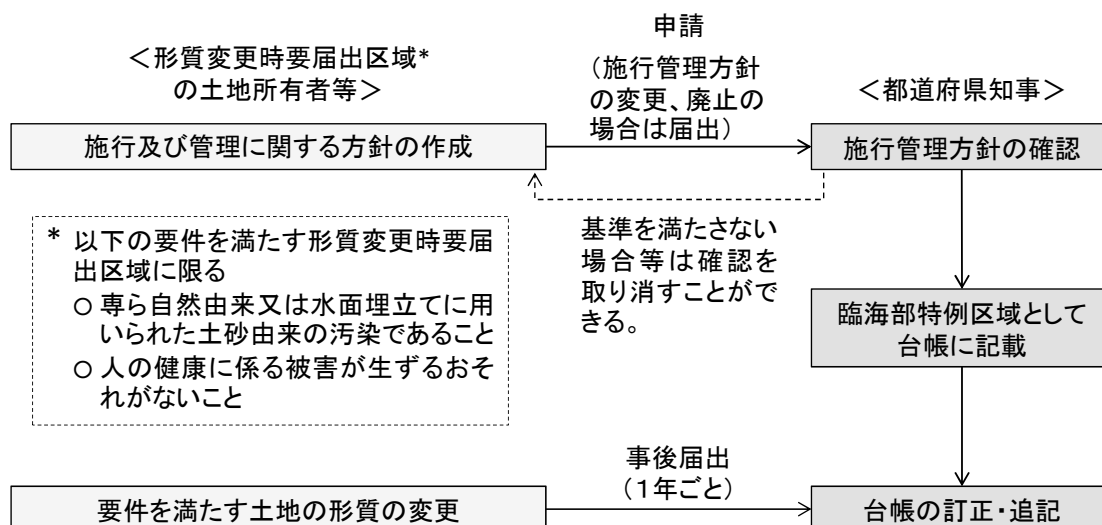 申請
＜形質変更時要届出区域*
の土地所有者等＞
（施行管理方針
の変更、廃止の
場合は届出）
＜都道府県知事＞
施行及び管理に関する方針の作成
施行管理方針の確認
* 以下の要件を満たす形質変更時要届
出区域に限る
○ 専ら自然由来又は水面埋立てに用
いられた土砂由来の汚染であること
○ 人の健康に係る被害が生ずるおそ
れがないこと
基準を満たさない
場合等は確認を
取り消すことがで
きる。
臨海部特例区域として
台帳に記載
事後届出
（１年ごと）
要件を満たす土地の形質の変更
台帳の訂正・追記